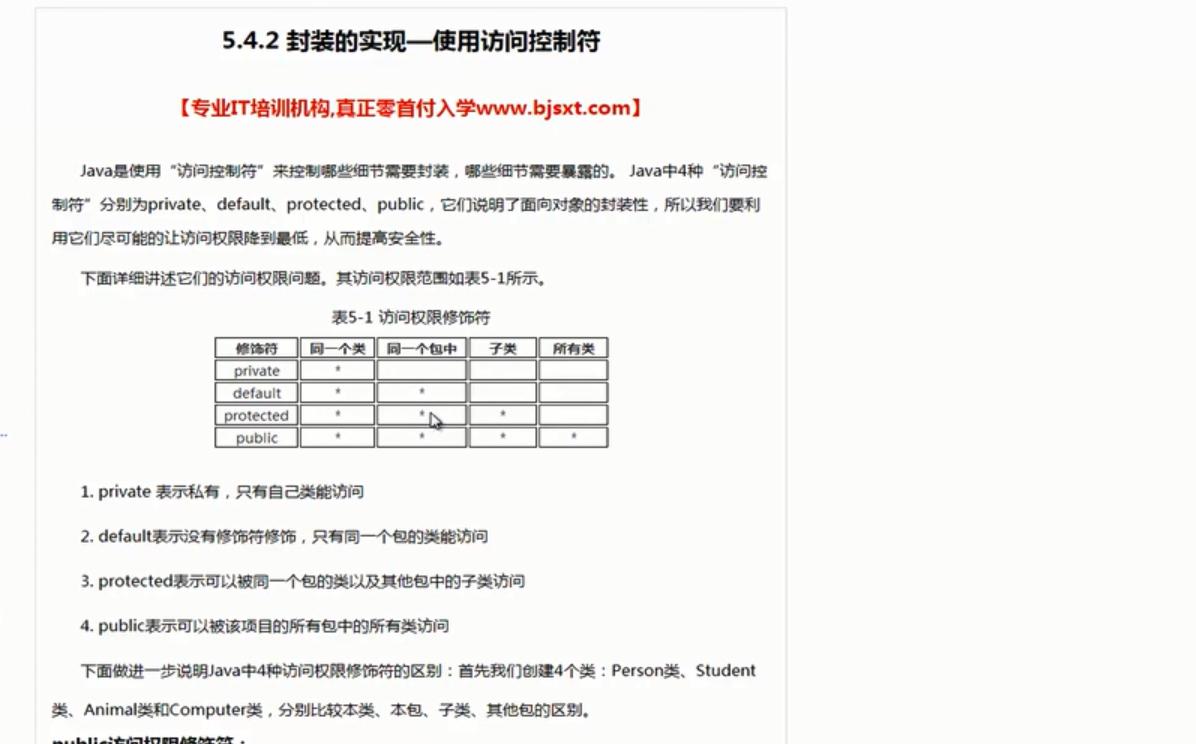 5.4.2 封装的实现—使用访问控制符
【专业IT培训机构,真正零首付入学www.bjsxt.com】
Java是使用“访问控制符”来控制哪些细节需要封装，哪些细节需要暴露的。 Java中4种“访问控
制符”分别为private、default、protected、public，它们说明了面向对象的封装性，所以我们要利
用它们尽可能的让访问权限降到最低，从而提高安全性。
下面详细讲述它们的访问权限问题。其访问权限范围如表5-1所示。
表5-1 访问权限修饰符
修饰符 同一个类 同一个包中 子类 所有类
private *
default * *
protected * * *
public * * * *
1. private 表示私有，只有自己类能访问
2. default表示没有修饰符修饰，只有同一个包的类能访问
3. protected表示可以被同一个包的类以及其他包中的子类访问
4. public表示可以被该项目的所有包中的所有类访问
下面做进一步说明Java中4种访问权限修饰符的区别：首先我们创建4个类：Person类、Student
类、Animal类和Computer类，分别比较本类、本包、子类、其他包的区别。
public访问权限修饰符：